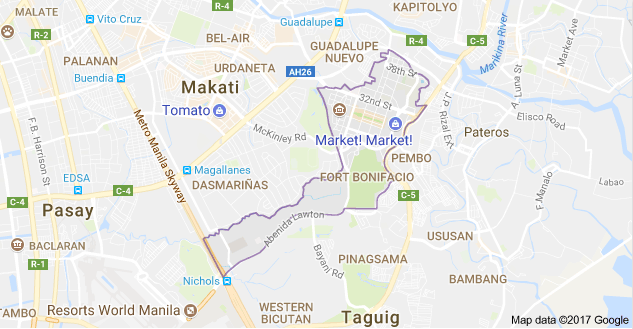 MALATE
Vito Cruz
Guadalupe
R-4
KAPITOLYO
R-4
C-5
R-2
BEL-AIR
GUADALUPE
NUEVO
Marikina River
Market Ave
PALANAN
Buendia
URDANETA
AH26
38th St
A. Luna St
Makati
32nd St
Tomato
J.P. Rizal Ext
Elisco Road
McKinley Rd
Market! Market!
Pateros
F.B. Harrison St
Metro Manila Skyway
PEMBO
EDSA
Magallanes
C-4
C-4
DASMARIÑAS
FORT BONIFACIO
C-5
F. Manalo
Labao
Pasay
Abenida Lawton
USUSAN
BACLARAN
R-1
Bayani Rd
PINAGSAMA
Nichols
BAMBANG
TAMBO
Resorts World Manila
WESTERN
BICUTAN
Taguig
Map data ©2017 Google